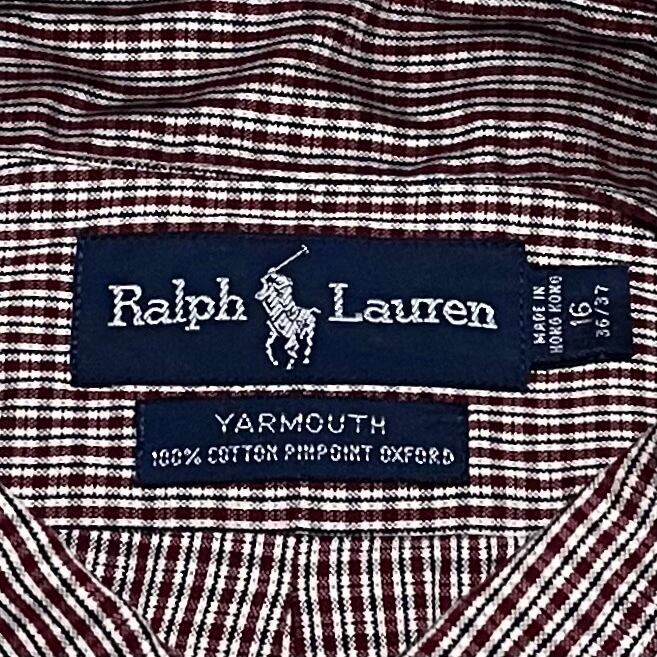 Ralph Lauren
MADE IN
HONG KONG
16
36/37
YARMOUTH
100% COTTON PINPOINT OXFORD